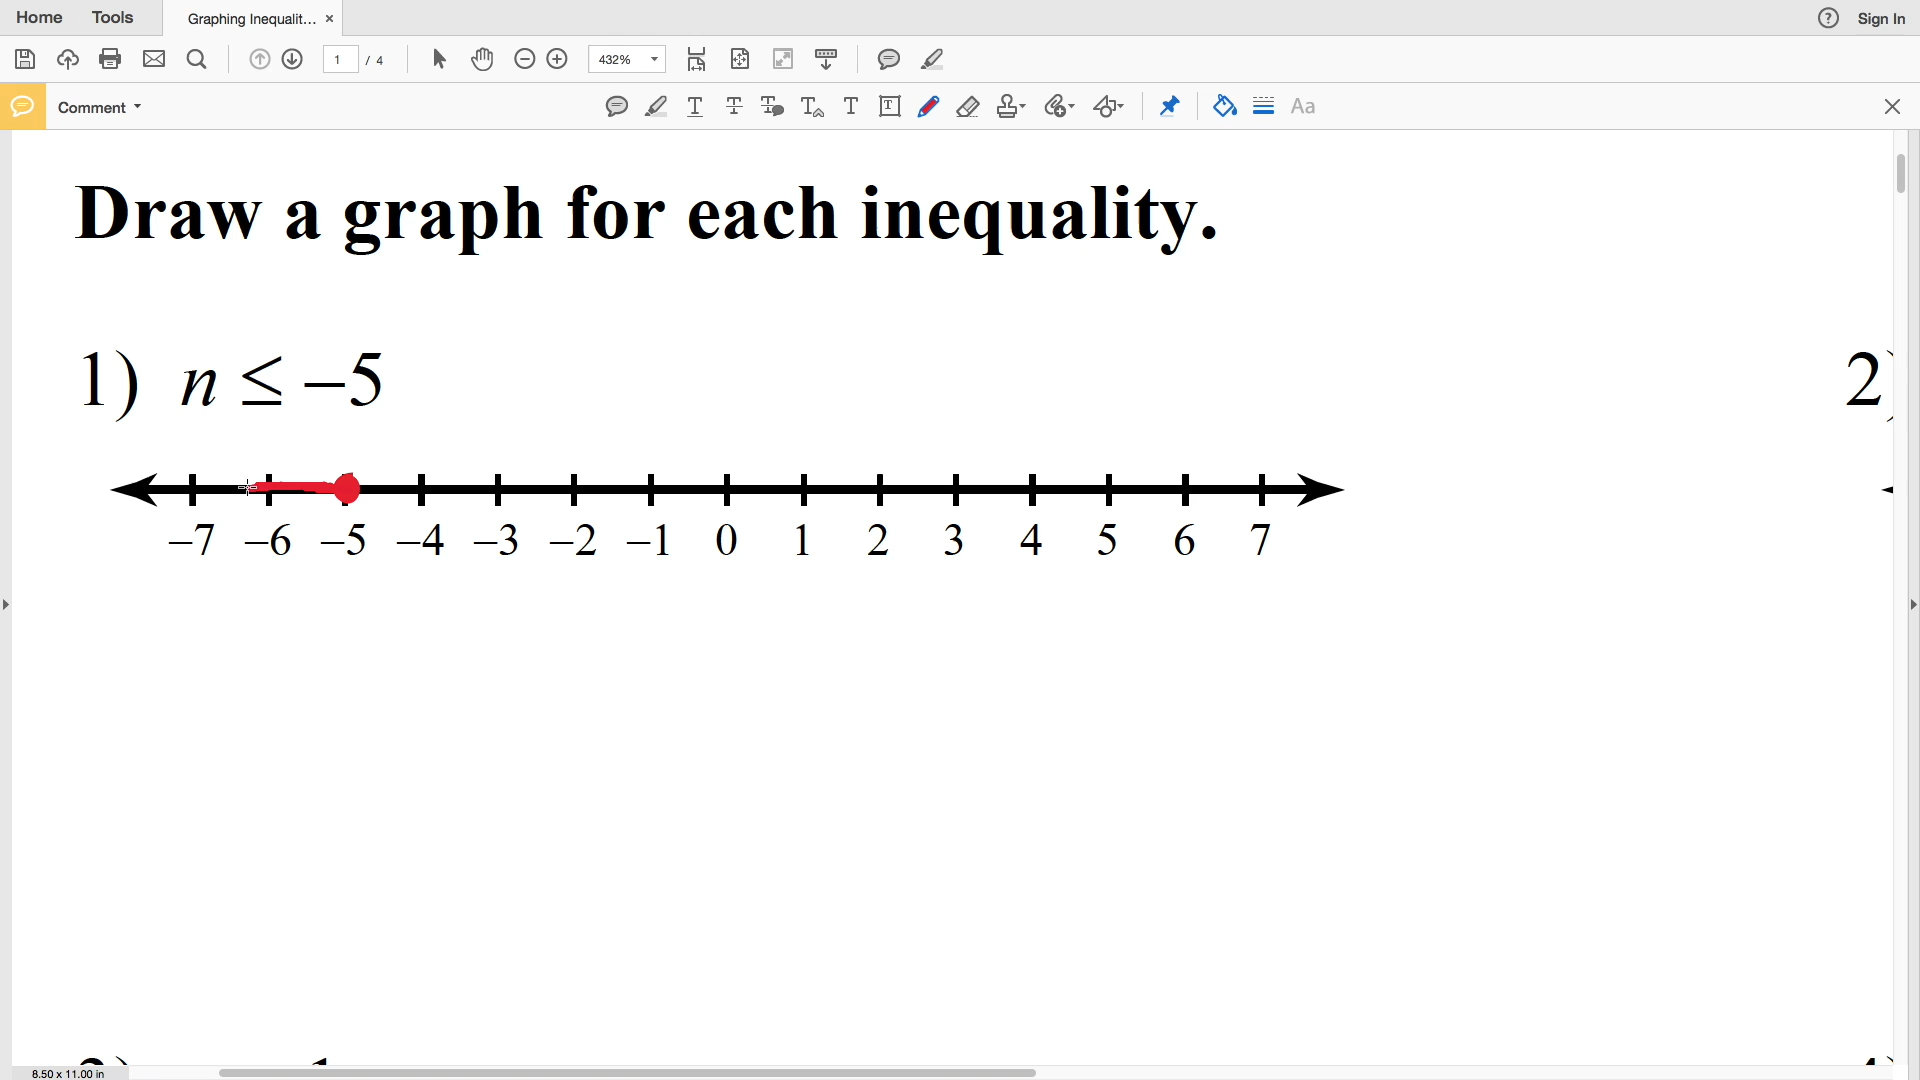 Home Tools Graphing Inequalit... × ? Sign In
1 / 4 432%
Comment Aa
Draw a graph for each inequality.
1) n ≤ −5 2)
−7 −6 −5 −4 −3 −2 −1 0 1 2 3 4 5 6 7
8.50 x 11.00 in